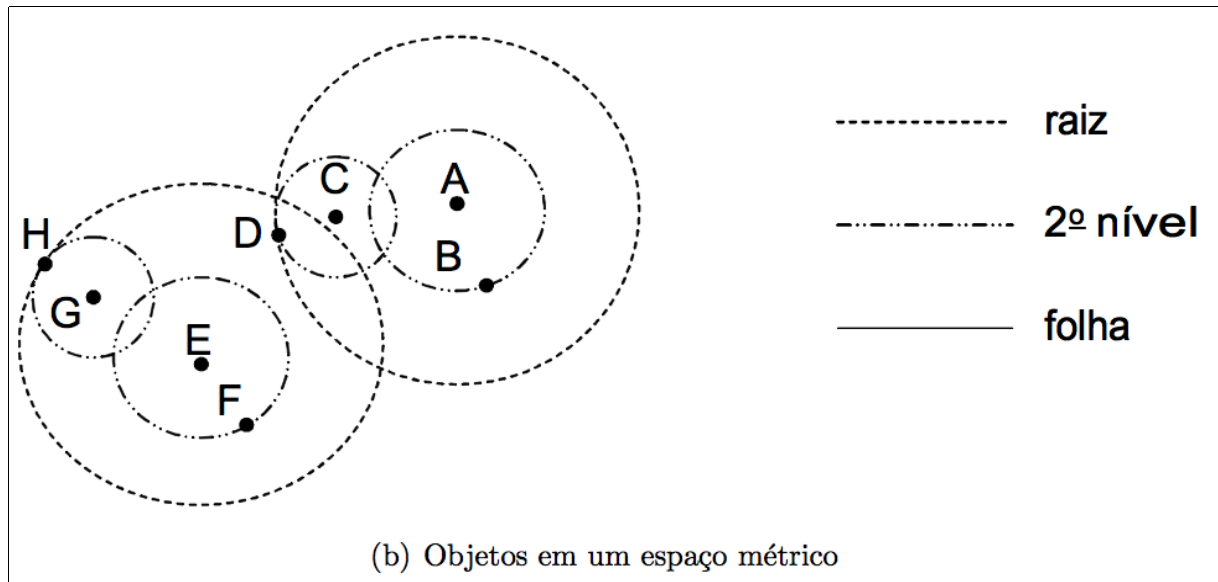 C
A
H
D
B
G
E
F
raiz
2º nível
folha
(b) Objetos em um espaço métrico